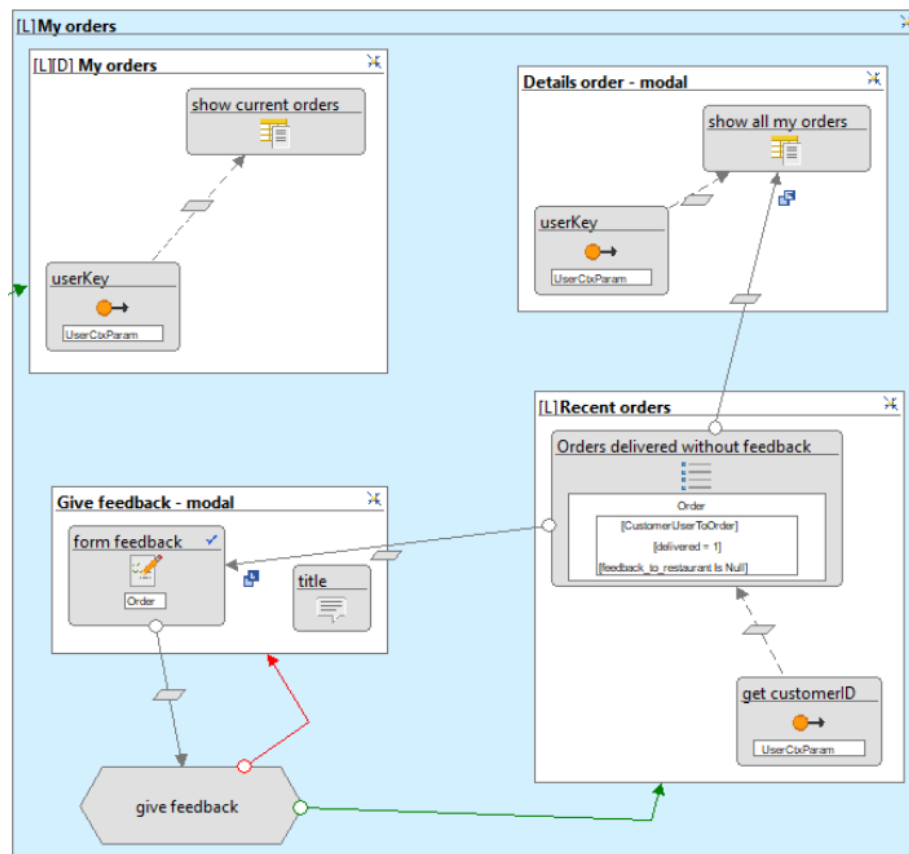 [L]My orders
[L][D] My orders
show current orders
userKey
UserCtxParam
Details order - modal
show all my orders
userKey
UserCtxParam
[L]Recent orders
Orders delivered without feedback
Order
[CustomerUserToOrder]
[delivered = 1]
[feedback_to_restaurant Is Null]
get customerID
UserCtxParam
Give feedback - modal
form feedback
Order
title
give feedback